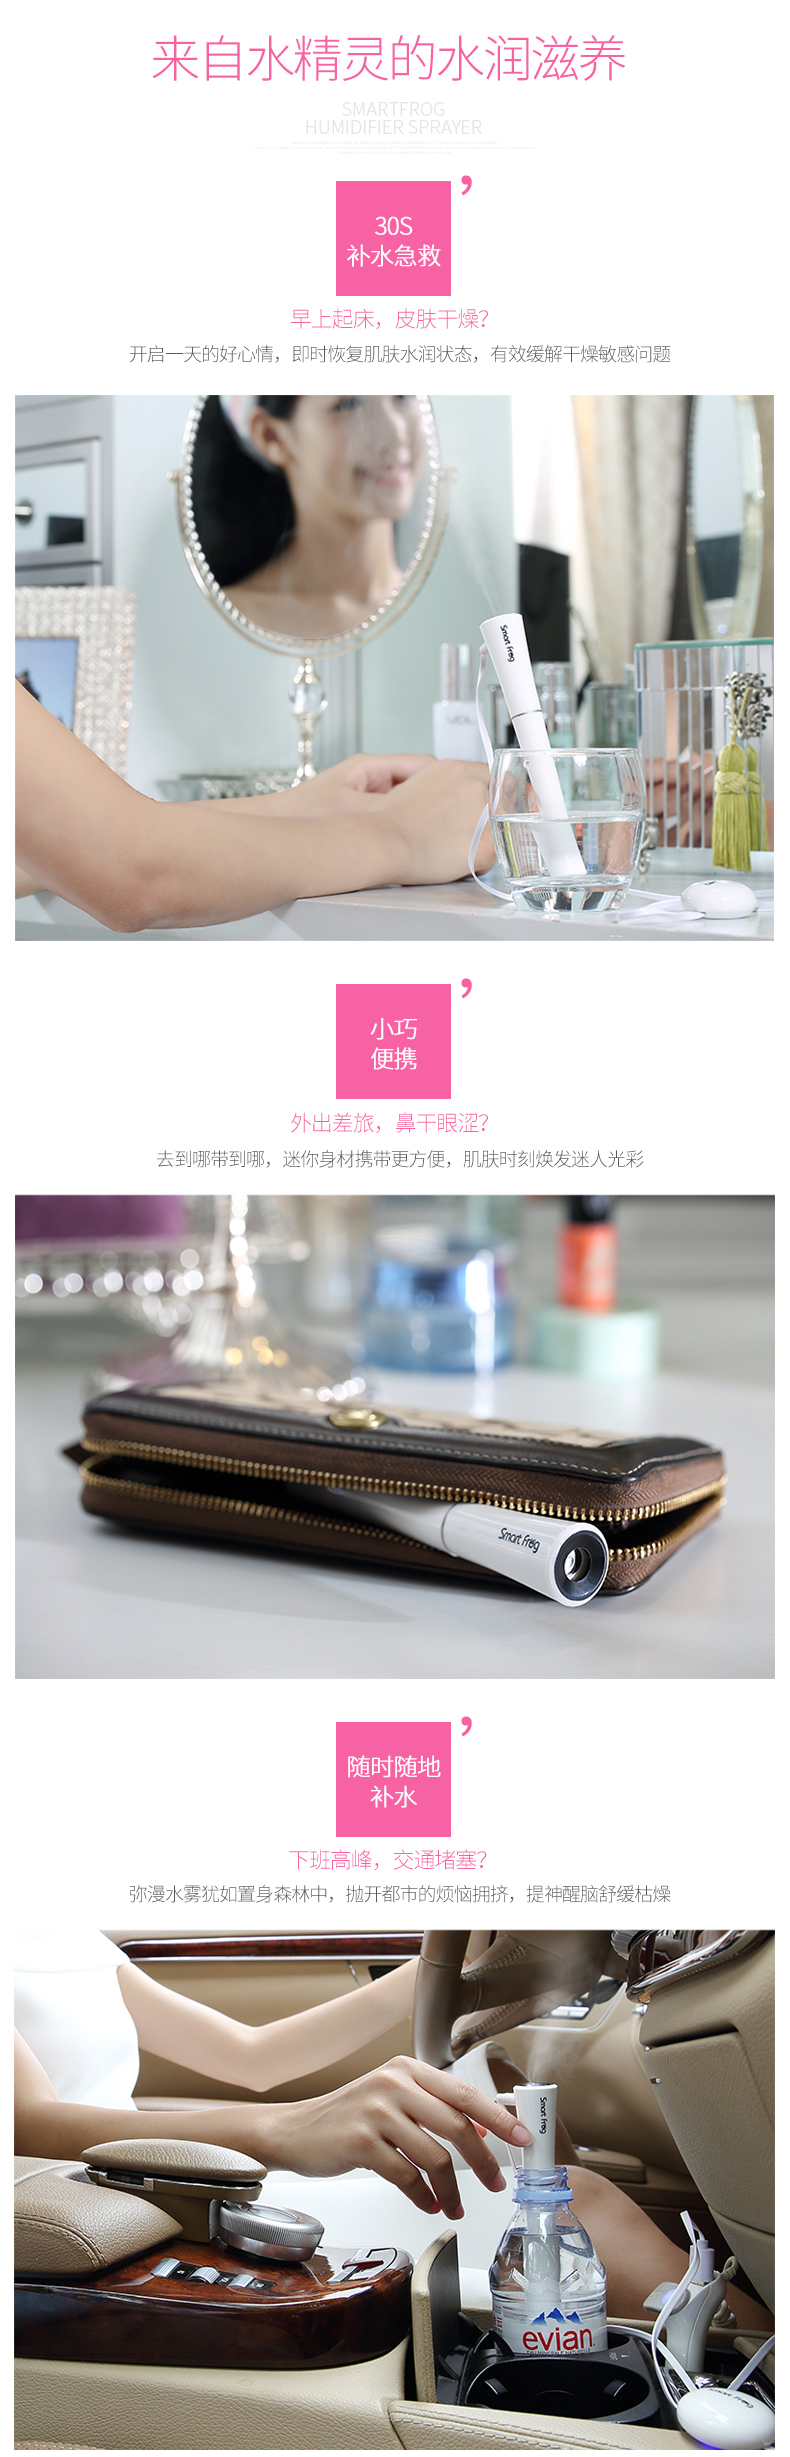 来自水精灵的水润滋养
SMARTFROG
HUMIDIFIER SPRAYER
30S
补水急救
早上起床，皮肤干燥？
开启一天的好心情，即时恢复肌肤水润状态，有效缓解干燥敏感问题
Smart Frog
小巧
便携
外出差旅，鼻干眼涩？
去到哪带到哪，迷你身材携带更方便，肌肤时刻焕发迷人光彩
Smart Frog
随时随地
补水
下班高峰，交通堵塞？
弥漫水雾犹如置身森林中，抛开都市的烦恼拥挤，提神醒脑舒缓枯燥
Smart Frog
evian
Smart Frog